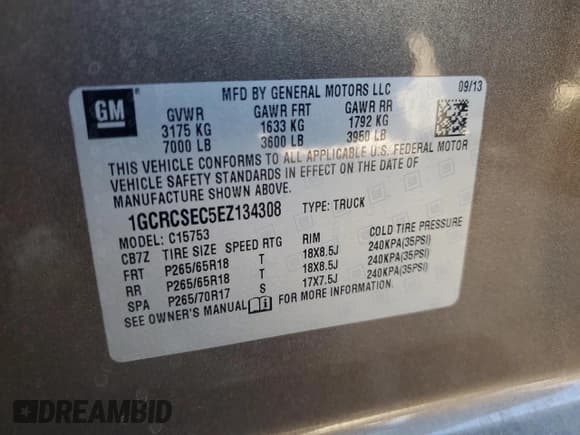 GM
MFD BY GENERAL MOTORS LLC
09/13
GVWR GAWR FRT GAWR RR
3175 KG 1633 KG 1792 KG
7000 LB 3600 LB 3950 LB
THIS VEHICLE CONFORMS TO ALL APPLICABLE U.S. FEDERAL MOTOR
VEHICLE SAFETY STANDARDS IN EFFECT ON THE DATE OF
MANUFACTURE SHOWN ABOVE.
1GCRCSEC5EZ134308 TYPE: TRUCK
MODEL: C15753
CB7Z TIRE SIZE SPEED RTG RIM COLD TIRE PRESSURE
FRT P265/65R18 T 18X8.5J 240KPA(35PSI)
RR P265/65R18 T 18X8.5J 240KPA(35PSI)
SPA P265/70R17 S 17X7.5J 240KPA(35PSI)
SEE OWNER'S MANUAL FOR MORE INFORMATION.
DREAMBID